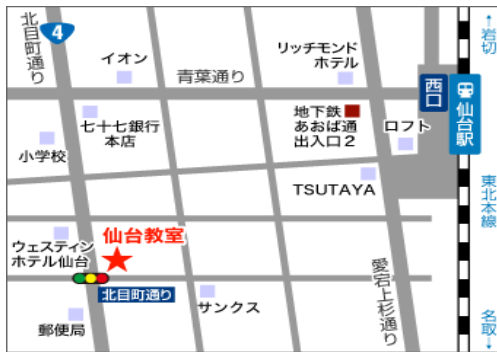 北目町通り
4
イオン
青葉通り
リッチモンド
ホテル
西口
仙台駅
↑岩切
七十七銀行
本店
小学校
地下鉄
あおば通
出入口2
ロフト
TSUTAYA
東北本線
ウェスティン
ホテル仙台
仙台教室
北目町通り
サンクス
郵便局
愛宕上杉通り
名取↓